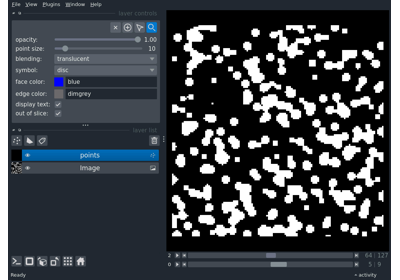 File View Plugins Window Help
layer controls
opacity: 1.00
point size: 10
blending: translucent
symbol: disc
face color: blue
edge color: dimgrey
display text:
out of slice:
layer list
points
Image
2 64 127
0 5 9
Ready
activity